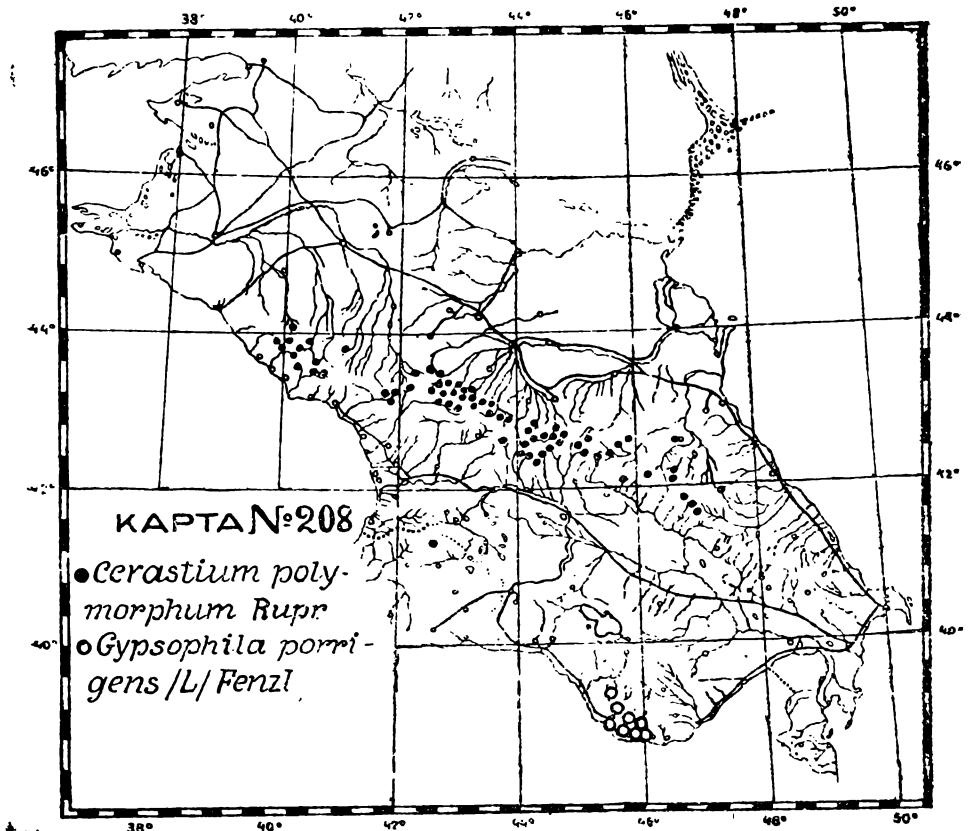 38° 40° 42° 44° 46° 48° 50°
46° 46°
44° 44°
42° 42°
КАРТА №208
Cerastium poly-
morphum Rupr.
40° 40°
Gypsophila porri-
gens /L/ Fenzl
38° 40° 42° 44° 46° 48° 50°